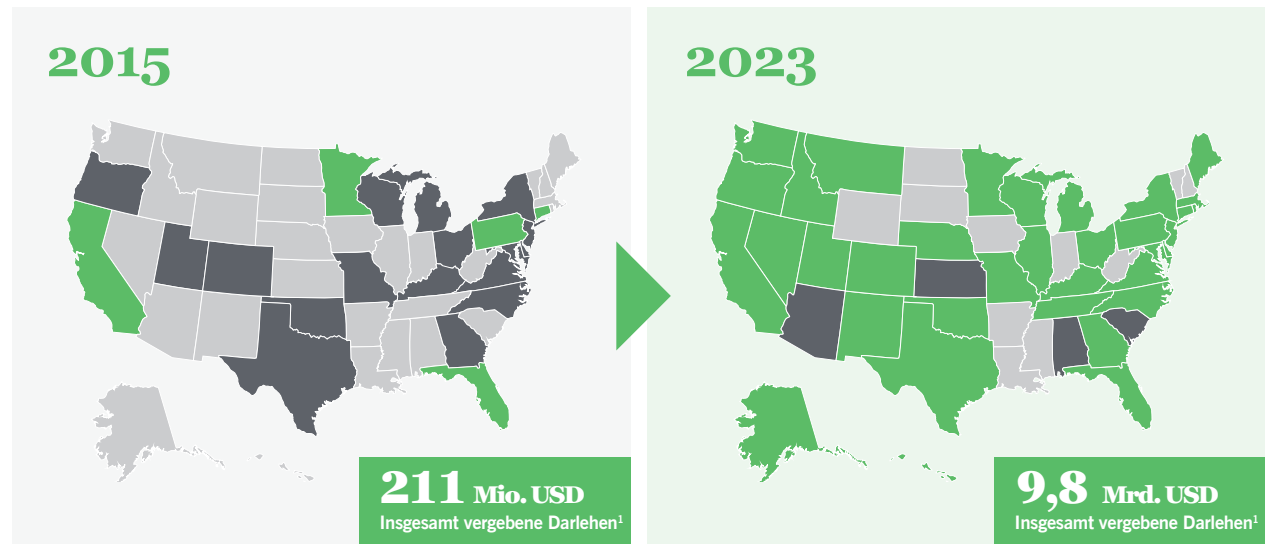 2015
211 Mio. USD
Insgesamt vergebene Darlehen¹
2023
9,8 Mrd. USD
Insgesamt vergebene Darlehen¹